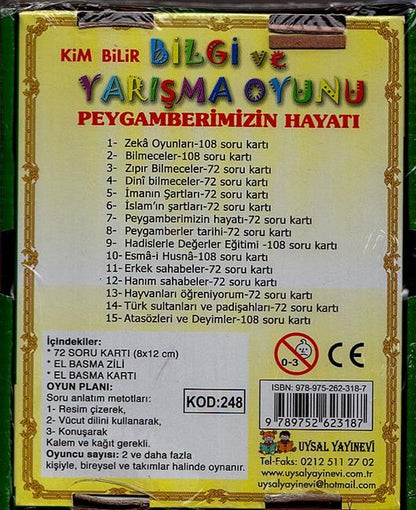 KİM BİLİR BİLGİ ve
YARIŞMA OYUNU
PEYGAMBERİMİZİN HAYATI
1- Zekâ Oyunları-108 soru kartı
2- Bilmeceler-108 soru kartı
3- Zıpır Bilmeceler-72 soru kartı
4- Dinî bilmeceler-72 soru kartı
5- İmanın Şartları-72 soru kartı
6- İslam'ın şartları-72 soru kartı
7- Peygamberimizin hayatı-72 soru kartı
8- Peygamberler tarihi-72 soru kartı
9- Hadislerle Değerler Eğitimi -108 soru kartı
10- Esmâ-i Husnâ-108 soru kartı
11- Erkek sahabeler-72 soru kartı
12- Hanım sahabeler-72 soru kartı
13- Hayvanları öğreniyorum-72 soru kartı
14- Türk sultanları ve padişahları-72 soru kartı
15- Atasözleri ve Deyimler-108 soru kartı
İçindekiler:
* 72 SORU KARTI (8x12 cm)
* EL BASMA ZİLİ
* EL BASMA KARTI
OYUN PLANI:
Soru anlatım metotları:
1- Resim çizerek,
2- Vücut dilini kullanarak,
3- Konuşarak
Kalem ve kağıt gerekli.
Oyuncu sayısı: 2 ve daha fazla
kişiyle, bireysel ve takımlar halinde oynanır.
KOD:248
0-3
CE
ISBN: 978-975-262-318-7
9 789752 623187
UYSAL YAYINEVİ
Tel-Faks: 0212 511 27 02
www.uysalyayinevi.com.tr
uysalyayinevi@hotmail.com